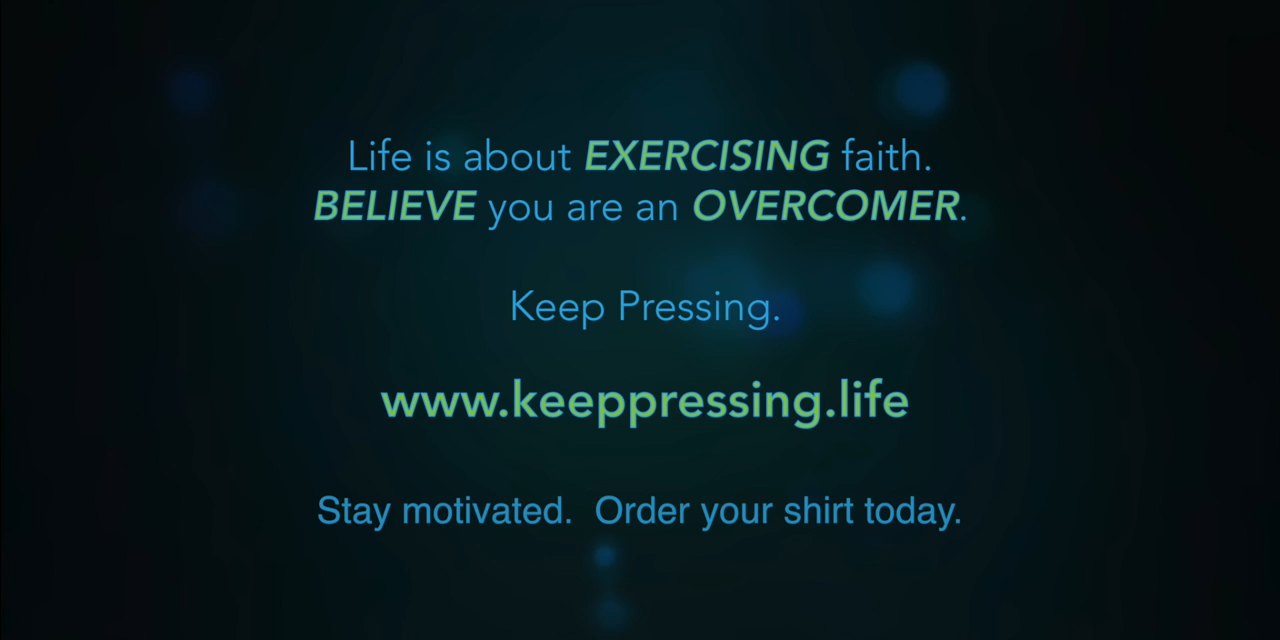 Life is about EXERCISING faith.
BELIEVE you are an OVERCOMER.
Keep Pressing.
www.keeppressing.life
Stay motivated.  Order your shirt today.